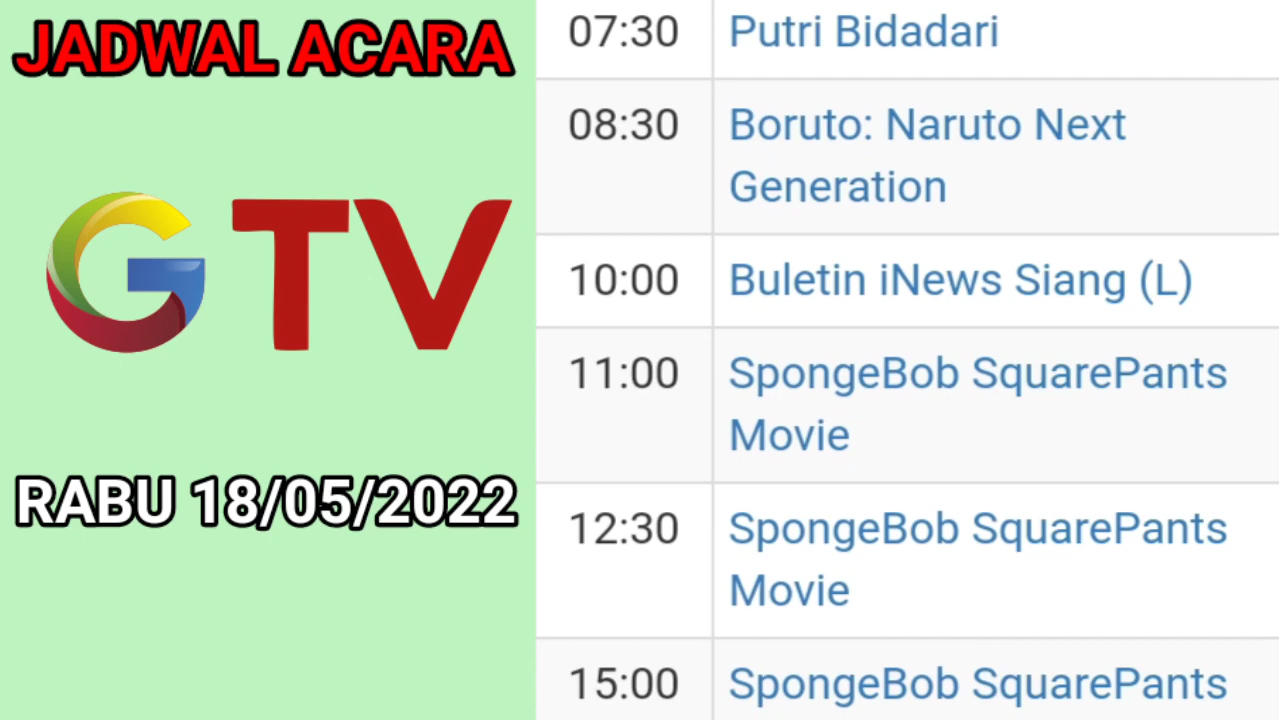 JADWAL ACARA
GTV
RABU 18/05/2022
07:30 Putri Bidadari
08:30 Boruto: Naruto Next
Generation
10:00 Buletin iNews Siang (L)
11:00 SpongeBob SquarePants
Movie
12:30 SpongeBob SquarePants
Movie
15:00 SpongeBob SquarePants